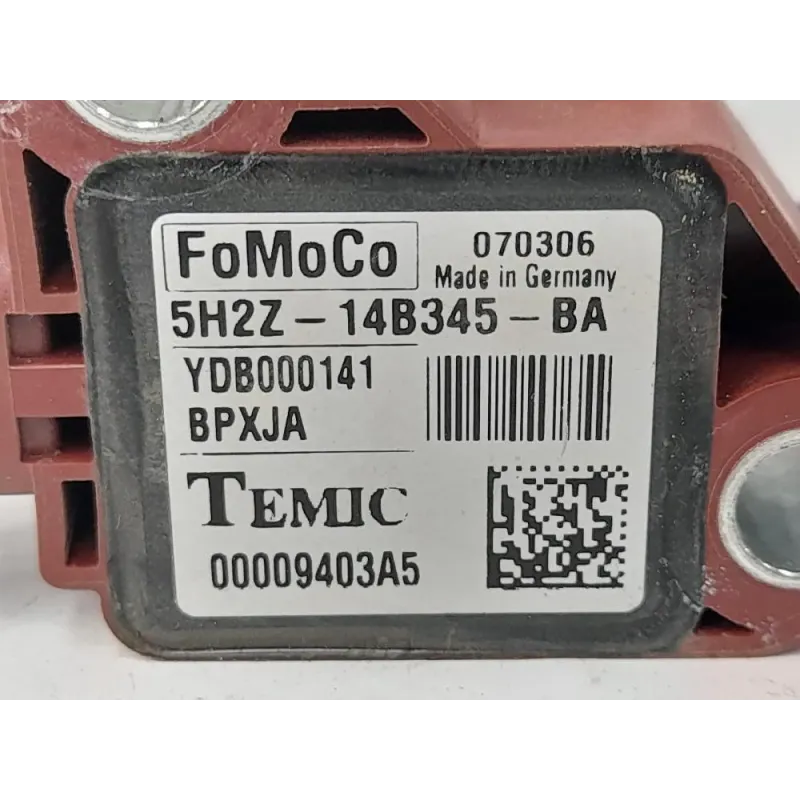 FoMoCo
070306
Made in Germany
5H2Z-14B345-BA
YDB000141
BPXJA
TEMIC
00009403A5